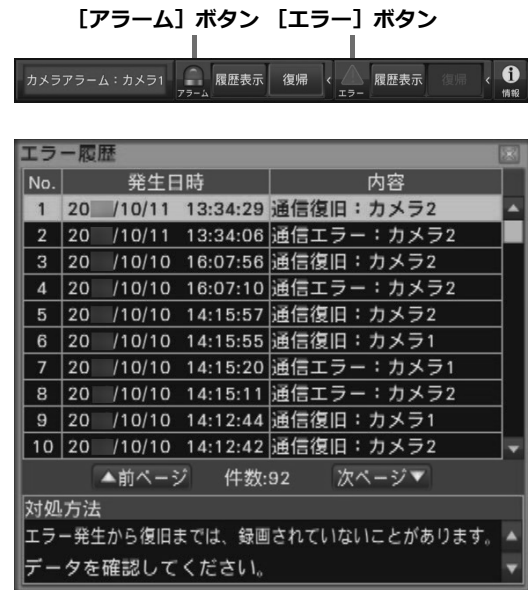 ［アラーム］ボタン ［エラー］ボタン
カメラアラーム：カメラ1 アラーム 履歴表示 復帰 < エラー 履歴表示 復帰 < i 情報
エラー履歴
No. 発生日時 内容
1 20 /10/11 13:34:29 通信復旧：カメラ2
2 20 /10/11 13:34:06 通信エラー：カメラ2
3 20 /10/10 16:07:56 通信復旧：カメラ2
4 20 /10/10 16:07:10 通信エラー：カメラ2
5 20 /10/10 14:15:57 通信復旧：カメラ2
6 20 /10/10 14:15:55 通信復旧：カメラ1
7 20 /10/10 14:15:20 通信エラー：カメラ1
8 20 /10/10 14:15:11 通信エラー：カメラ2
9 20 /10/10 14:12:44 通信復旧：カメラ1
10 20 /10/10 14:12:42 通信復旧：カメラ2
▲前ページ 件数:92 次ページ▼
対処方法
エラー発生から復旧までは、録画されていないことがあります。
データを確認してください。